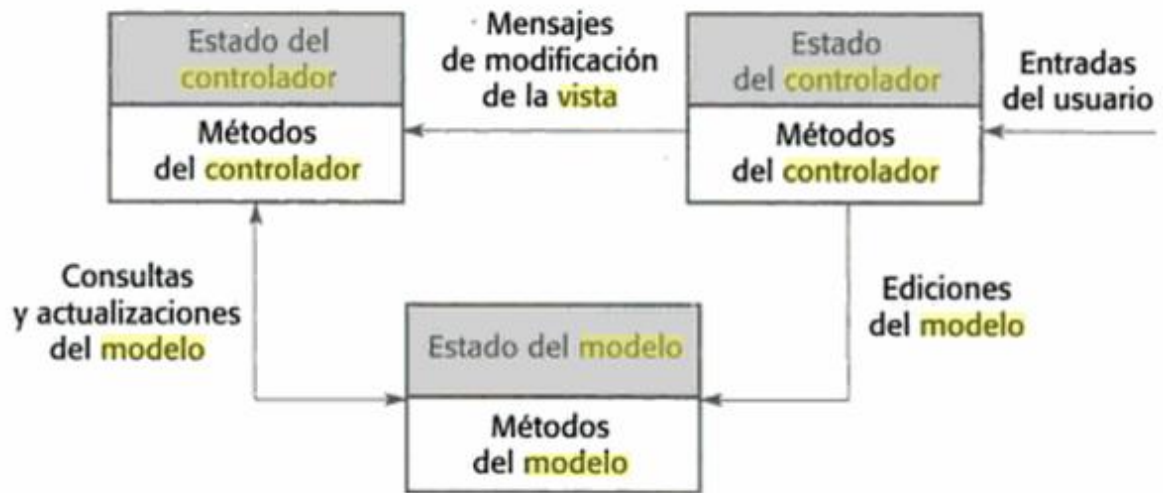 Estado del
controlador
Métodos
del controlador
Mensajes
de modificación
de la vista
Estado
del controlador
Métodos
del controlador
Entradas
del usuario
Consultas
y actualizaciones
del modelo
Estado del modelo
Métodos
del modelo
Ediciones
del modelo